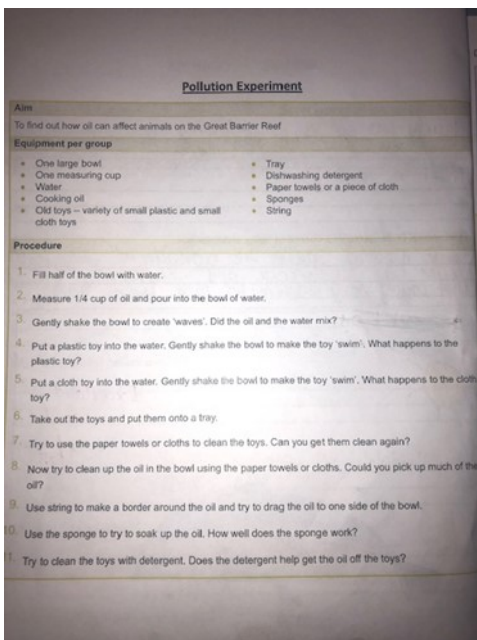 Pollution Experiment
Aim
To find out how oil can affect animals on the Great Barrier Reef
Equipment per group
• One large bowl
• One measuring cup
• Water
• Cooking oil
• Old toys – variety of small plastic and small
cloth toys
• Tray
• Dishwashing detergent
• Paper towels or a piece of cloth
• Sponges
• String
Procedure
1. Fill half of the bowl with water.
2. Measure 1/4 cup of oil and pour into the bowl of water.
3. Gently shake the bowl to create 'waves'. Did the oil and the water mix?
4. Put a plastic toy into the water. Gently shake the bowl to make the toy 'swim'. What happens to the
plastic toy?
5. Put a cloth toy into the water. Gently shake the bowl to make the toy 'swim'. What happens to the cloth
toy?
6. Take out the toys and put them onto a tray.
7. Try to use the paper towels or cloths to clean the toys. Can you get them clean again?
8. Now try to clean up the oil in the bowl using the paper towels or cloths. Could you pick up much of the
oil?
9. Use string to make a border around the oil and try to drag the oil to one side of the bowl.
10. Use the sponge to try to soak up the oil. How well does the sponge work?
11. Try to clean the toys with detergent. Does the detergent help get the oil off the toys?